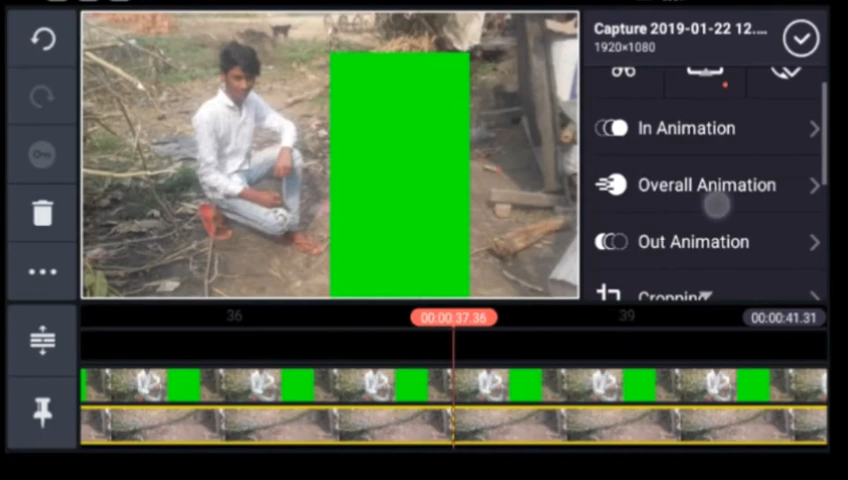 Capture 2019-01-22 12....
1920×1080
In Animation
Overall Animation
Out Animation
Cropping
36
00:00:37.36
39
00:00:41.31